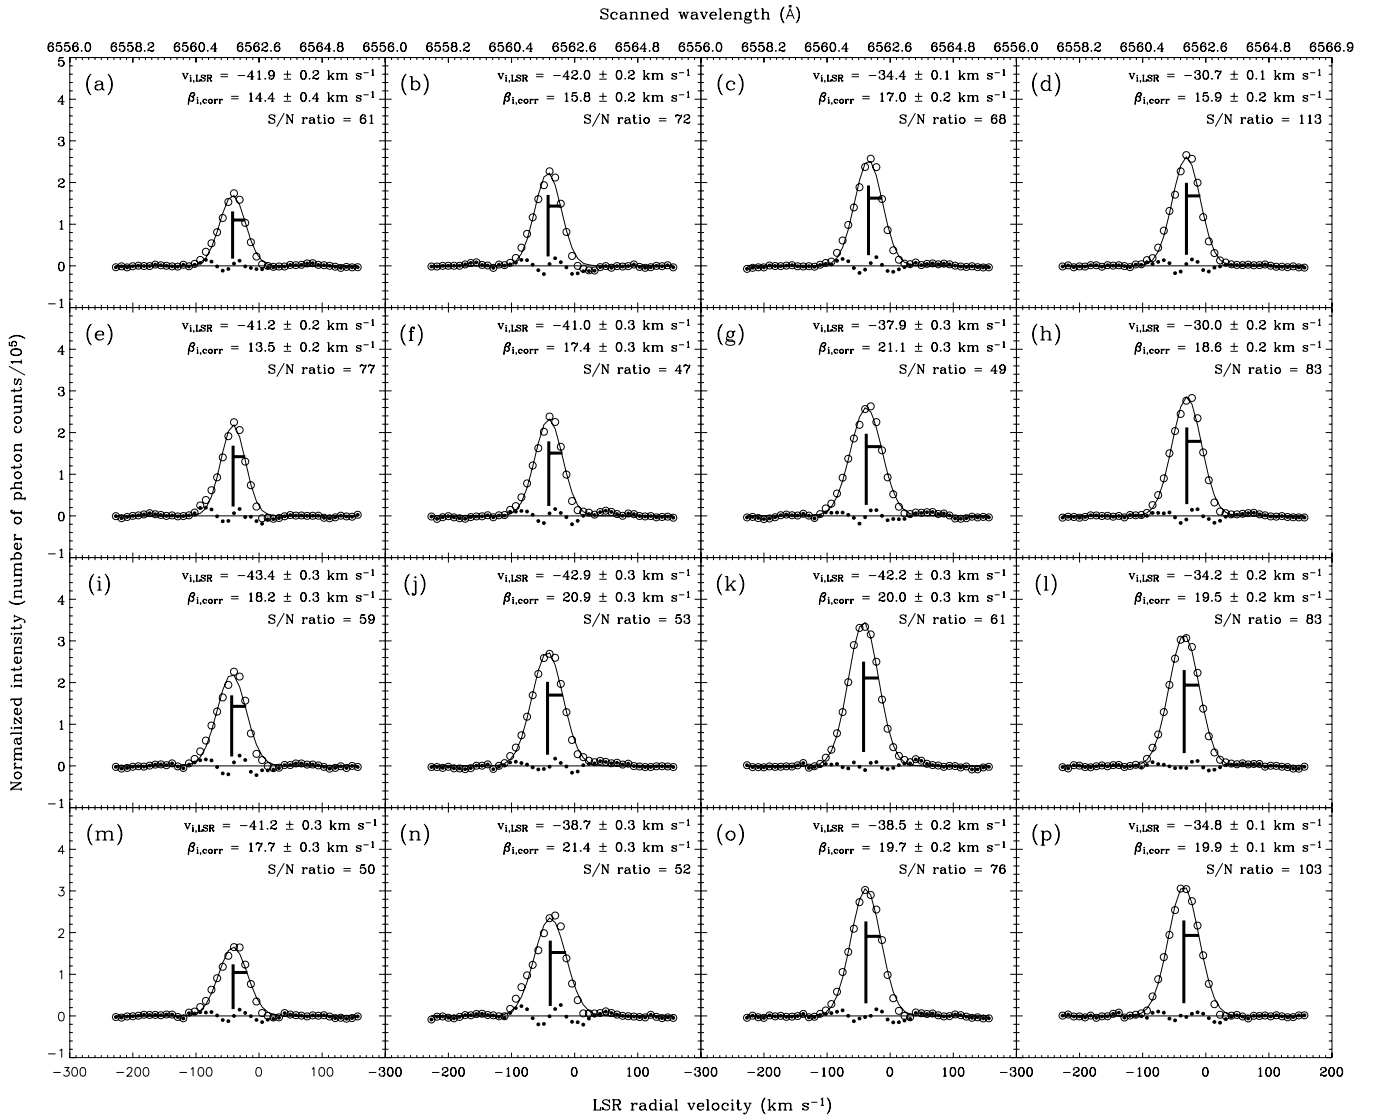 Scanned wavelength (Å)
6556.0 6558.2 6560.4 6562.6 6564.8 6556.0 6558.2 6560.4 6562.6 6564.8 6556.0 6558.2 6560.4 6562.6 6564.8 6556.0 6558.2 6560.4 6562.6 6564.8 6566.9
Normalized intensity (number of photon counts/10⁵)
5
4
3
2
1
0
−1
(a)
v_i,LSR = −41.9 ± 0.2 km s⁻¹
β_i,corr = 14.4 ± 0.4 km s⁻¹
S/N ratio = 61
(b)
v_i,LSR = −42.0 ± 0.2 km s⁻¹
β_i,corr = 15.8 ± 0.2 km s⁻¹
S/N ratio = 72
(c)
v_i,LSR = −34.4 ± 0.1 km s⁻¹
β_i,corr = 17.0 ± 0.2 km s⁻¹
S/N ratio = 68
(d)
v_i,LSR = −30.7 ± 0.1 km s⁻¹
β_i,corr = 15.9 ± 0.2 km s⁻¹
S/N ratio = 113
4
3
2
1
0
−1
(e)
v_i,LSR = −41.2 ± 0.2 km s⁻¹
β_i,corr = 13.5 ± 0.2 km s⁻¹
S/N ratio = 77
(f)
v_i,LSR = −41.0 ± 0.3 km s⁻¹
β_i,corr = 17.4 ± 0.3 km s⁻¹
S/N ratio = 47
(g)
v_i,LSR = −37.9 ± 0.3 km s⁻¹
β_i,corr = 21.1 ± 0.3 km s⁻¹
S/N ratio = 49
(h)
v_i,LSR = −30.0 ± 0.2 km s⁻¹
β_i,corr = 18.6 ± 0.2 km s⁻¹
S/N ratio = 83
4
3
2
1
0
−1
(i)
v_i,LSR = −43.4 ± 0.3 km s⁻¹
β_i,corr = 18.2 ± 0.3 km s⁻¹
S/N ratio = 59
(j)
v_i,LSR = −42.9 ± 0.3 km s⁻¹
β_i,corr = 20.9 ± 0.3 km s⁻¹
S/N ratio = 53
(k)
v_i,LSR = −42.2 ± 0.3 km s⁻¹
β_i,corr = 20.0 ± 0.3 km s⁻¹
S/N ratio = 61
(l)
v_i,LSR = −34.2 ± 0.2 km s⁻¹
β_i,corr = 19.5 ± 0.2 km s⁻¹
S/N ratio = 83
4
3
2
1
0
−1
(m)
v_i,LSR = −41.2 ± 0.3 km s⁻¹
β_i,corr = 17.7 ± 0.3 km s⁻¹
S/N ratio = 50
(n)
v_i,LSR = −38.7 ± 0.3 km s⁻¹
β_i,corr = 21.4 ± 0.3 km s⁻¹
S/N ratio = 52
(o)
v_i,LSR = −38.5 ± 0.2 km s⁻¹
β_i,corr = 19.7 ± 0.2 km s⁻¹
S/N ratio = 76
(p)
v_i,LSR = −34.8 ± 0.1 km s⁻¹
β_i,corr = 19.9 ± 0.1 km s⁻¹
S/N ratio = 103
−300 −200 −100 0 100 −300 −200 −100 0 100 −300 −200 −100 0 100 −300 −200 −100 0 100 200
LSR radial velocity (km s⁻¹)